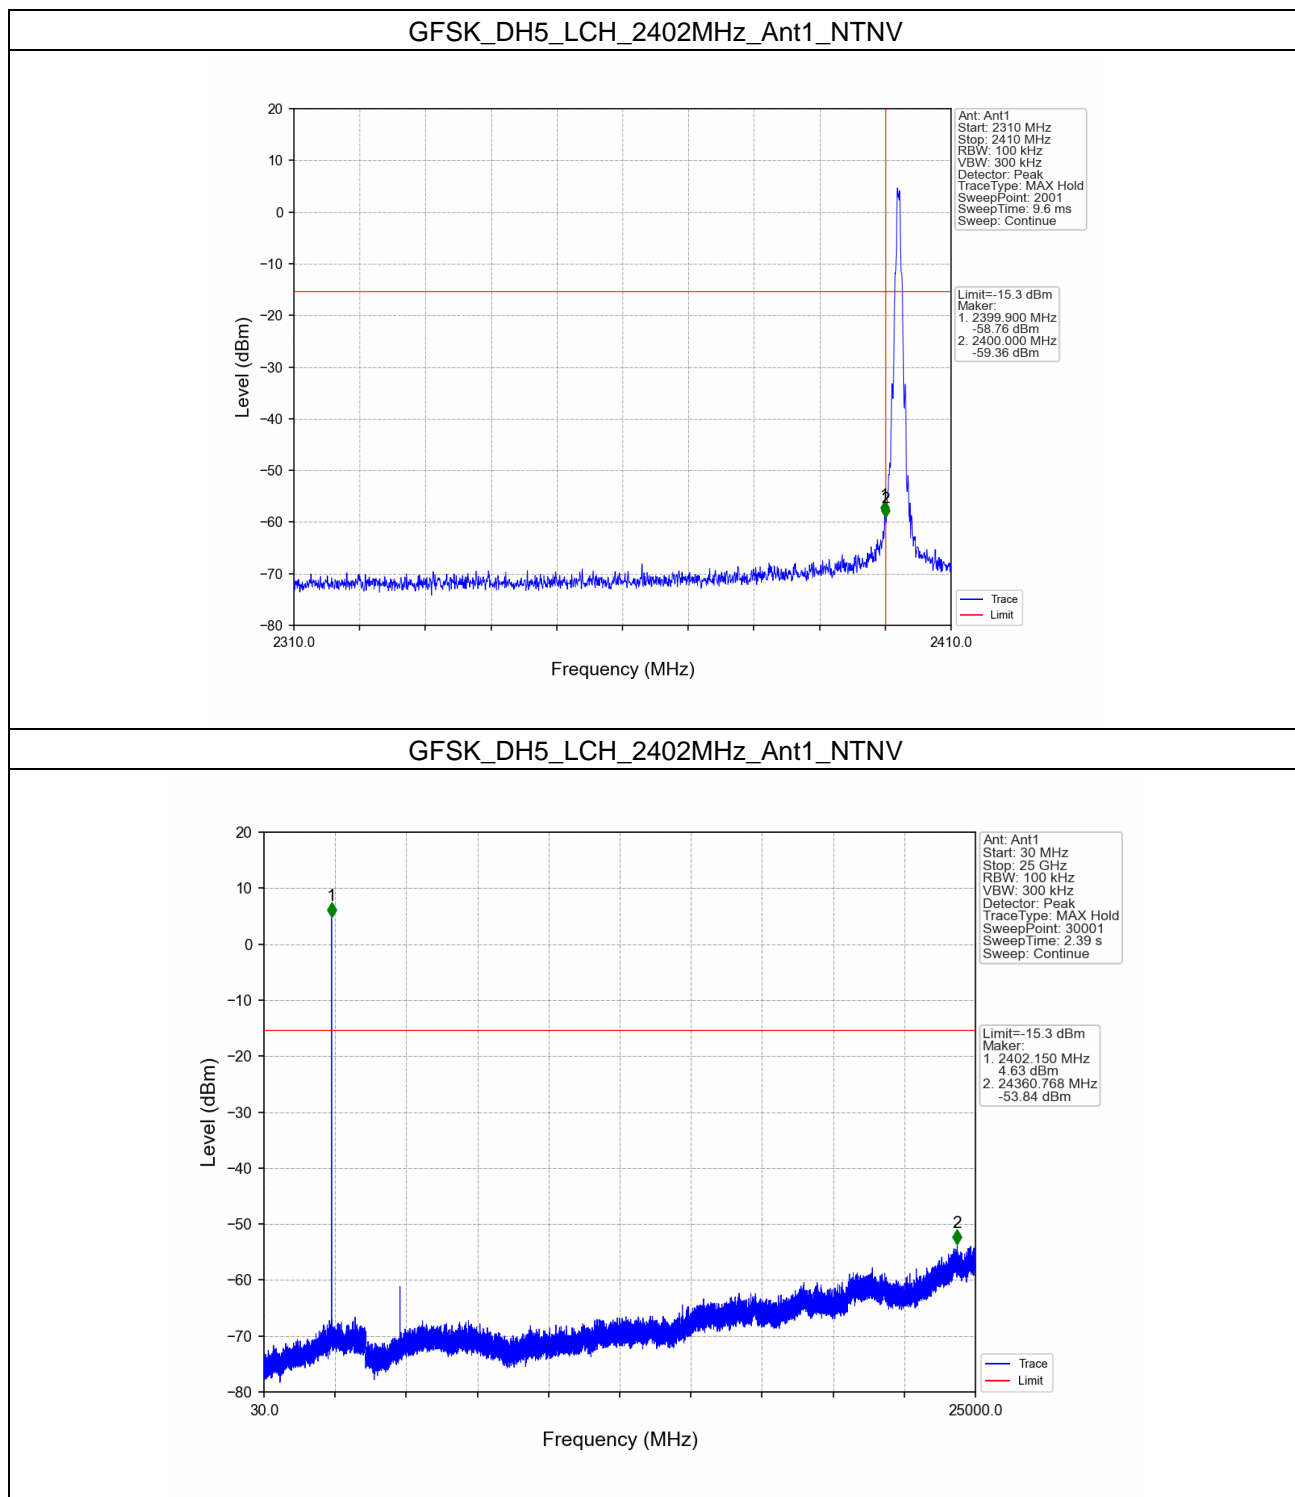 GFSK_DH5_LCH_2402MHz_Ant1_NTNV
20
10
0
−10
−20
−30
−40
−50
−60
−70
−80
Level (dBm)
2310.0
2410.0
Frequency (MHz)
1
2
Ant: Ant1
Start: 2310 MHz
Stop: 2410 MHz
RBW: 100 kHz
VBW: 300 kHz
Detector: Peak
TraceType: MAX Hold
SweepPoint: 2001
SweepTime: 9.6 ms
Sweep: Continue
Limit=-15.3 dBm
Maker:
1. 2399.900 MHz
-58.76 dBm
2. 2400.000 MHz
-59.36 dBm
Trace
Limit
GFSK_DH5_LCH_2402MHz_Ant1_NTNV
20
10
0
−10
−20
−30
−40
−50
−60
−70
−80
Level (dBm)
30.0
25000.0
Frequency (MHz)
1
2
Ant: Ant1
Start: 30 MHz
Stop: 25 GHz
RBW: 100 kHz
VBW: 300 kHz
Detector: Peak
TraceType: MAX Hold
SweepPoint: 30001
SweepTime: 2.39 s
Sweep: Continue
Limit=-15.3 dBm
Maker:
1. 2402.150 MHz
4.63 dBm
2. 24360.768 MHz
-53.84 dBm
Trace
Limit